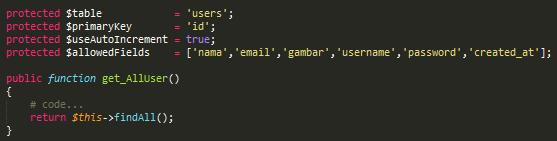 protected $table = 'users';
protected $primaryKey = 'id';
protected $useAutoIncrement = true;
protected $allowedFields = ['nama','email','gambar','username','password','created_at'];
public function get_AllUser()
{
# code...
return $this->findAll();
}